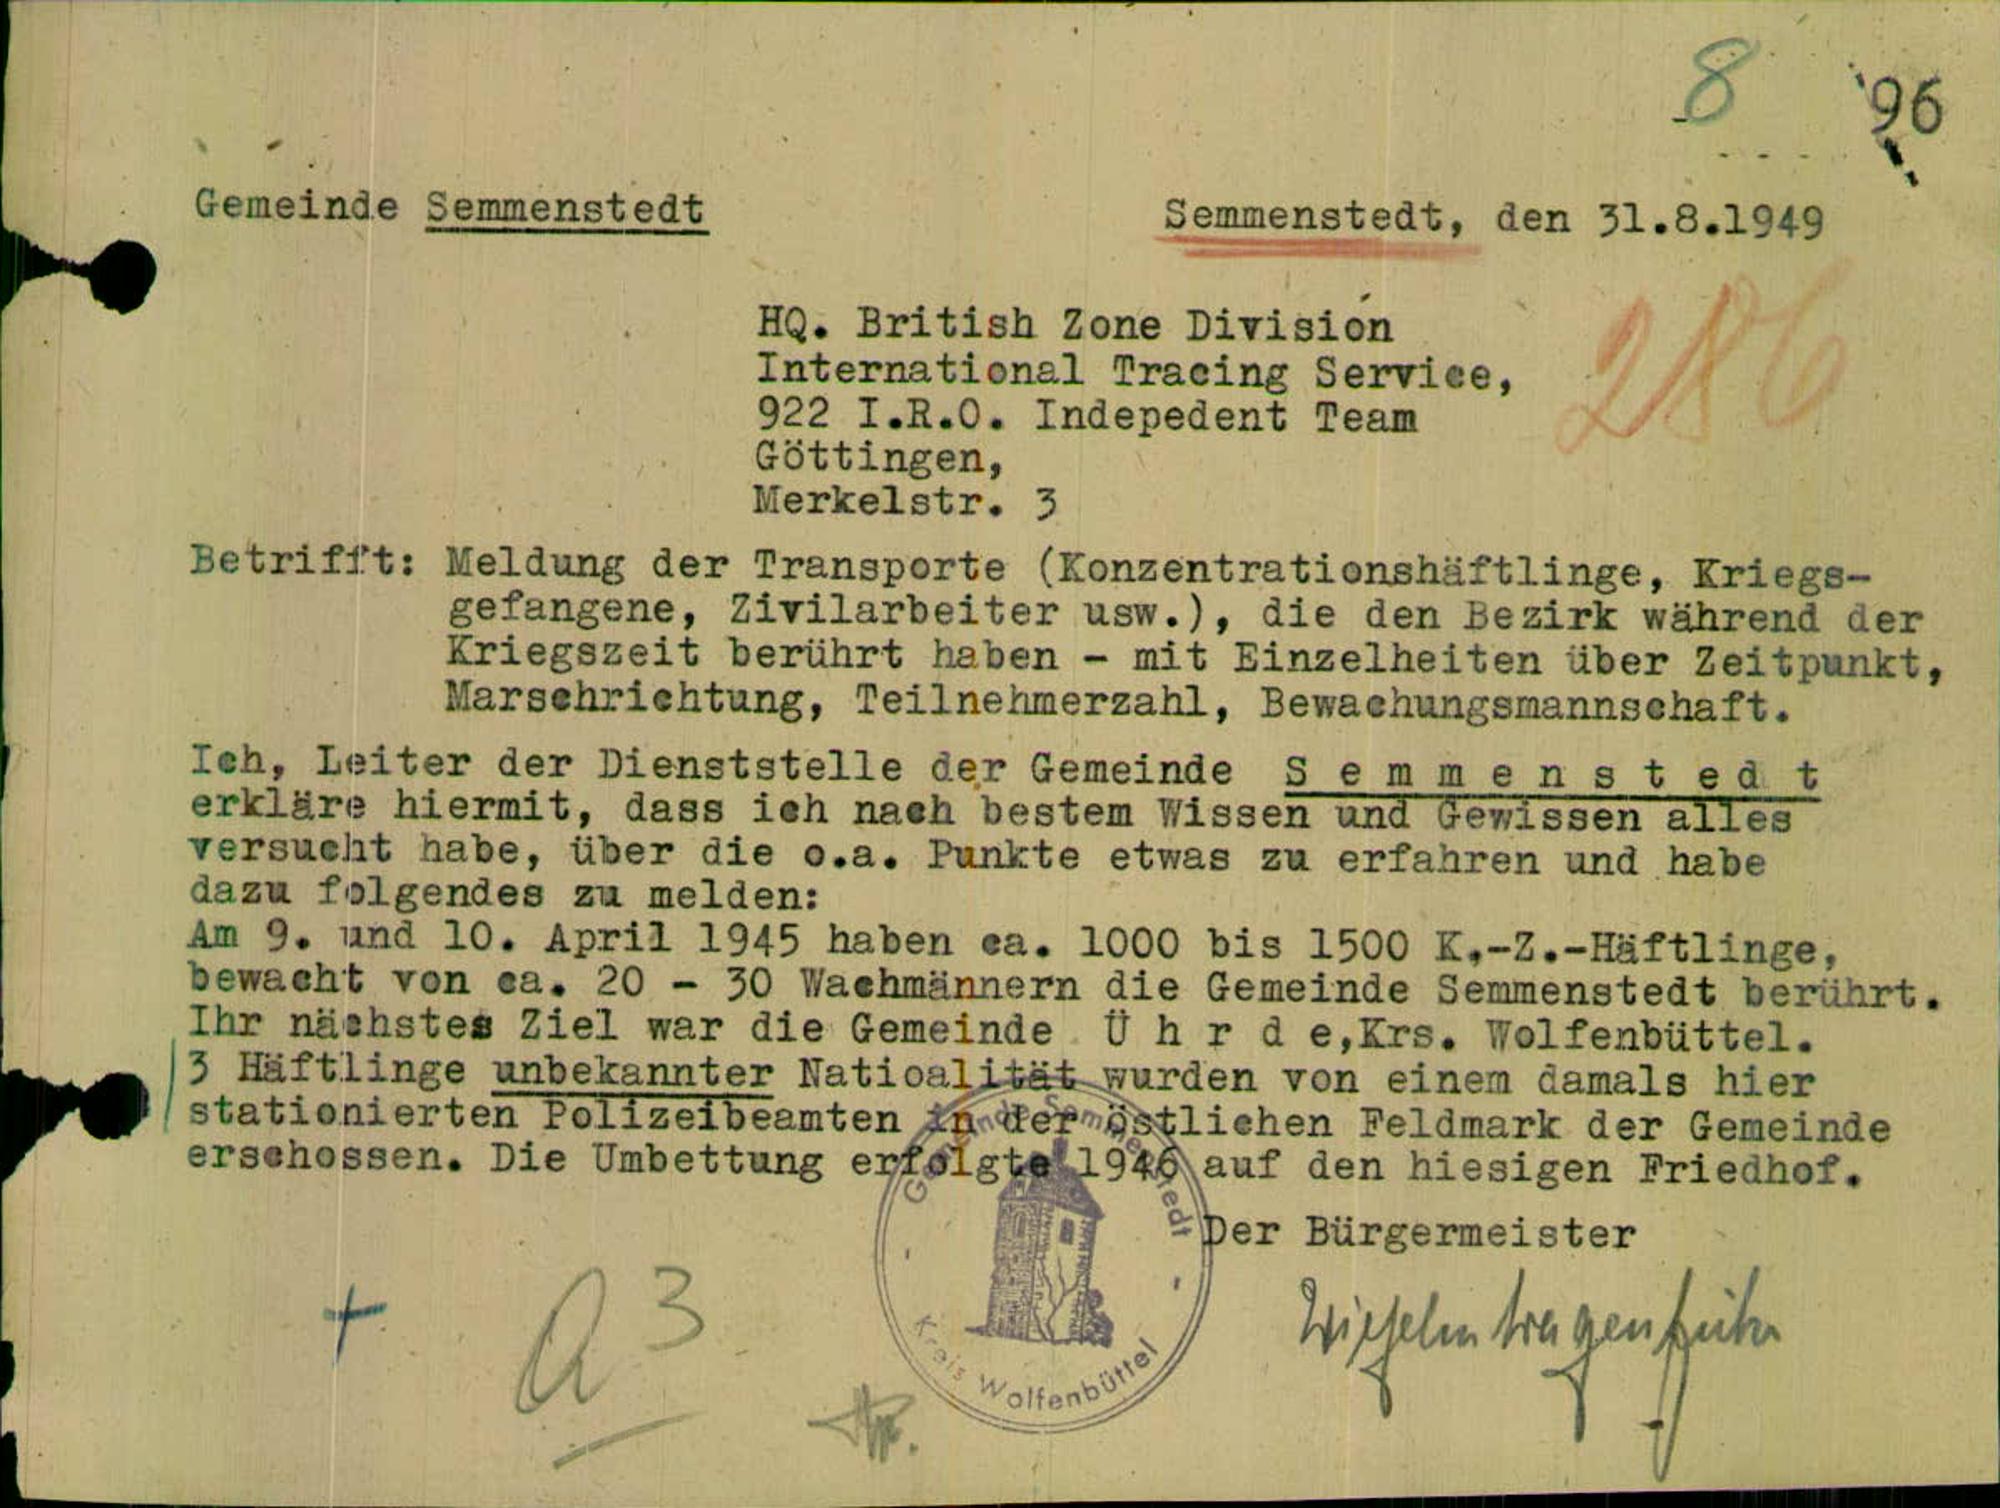 8 96
Gemeinde Semmenstedt
Semmenstedt, den 31.8.1949
286
HQ. British Zone Division
International Tracing Service,
922 I.R.O. Indepedent Team
Göttingen,
Merkelstr. 3
Betrifft: Meldung der Transporte (Konzentrationshäftlinge, Kriegs-
gefangene, Zivilarbeiter usw.), die den Bezirk während der
Kriegszeit berührt haben - mit Einzelheiten über Zeitpunkt,
Marschrichtung, Teilnehmerzahl, Bewachungsmannschaft.
Ich, Leiter der Dienststelle der Gemeinde S e m m e n s t e d t
erkläre hiermit, dass ich nach bestem Wissen und Gewissen alles
versucht habe, über die o.a. Punkte etwas zu erfahren und habe
dazu folgendes zu melden:
Am 9. und 10. April 1945 haben ca. 1000 bis 1500 K.-Z.-Häftlinge,
bewacht von ca. 20 - 30 Wachmännern die Gemeinde Semmenstedt berührt.
Ihr nächstes Ziel war die Gemeinde Ü h r d e,Krs. Wolfenbüttel.
3 Häftlinge unbekannter Natioalität wurden von einem damals hier
stationierten Polizeibeamten in der östlichen Feldmark der Gemeinde
erschossen. Die Umbettung erfolgte 1946 auf den hiesigen Friedhof.
Der Bürgermeister
Gemeinde Semmenstedt
Kreis Wolfenbüttel
a 3